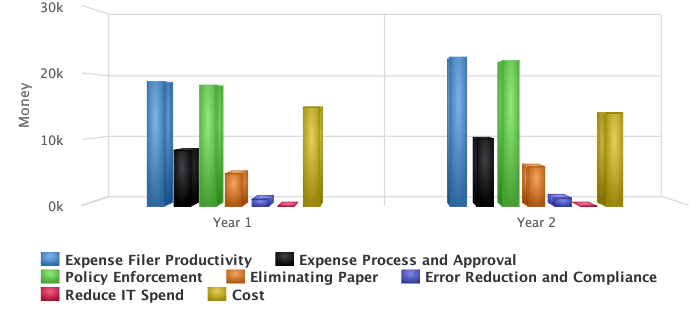 30k
20k
10k
0k
Money
Year 1
Year 2
Expense Filer Productivity
Expense Process and Approval
Policy Enforcement
Eliminating Paper
Error Reduction and Compliance
Reduce IT Spend
Cost